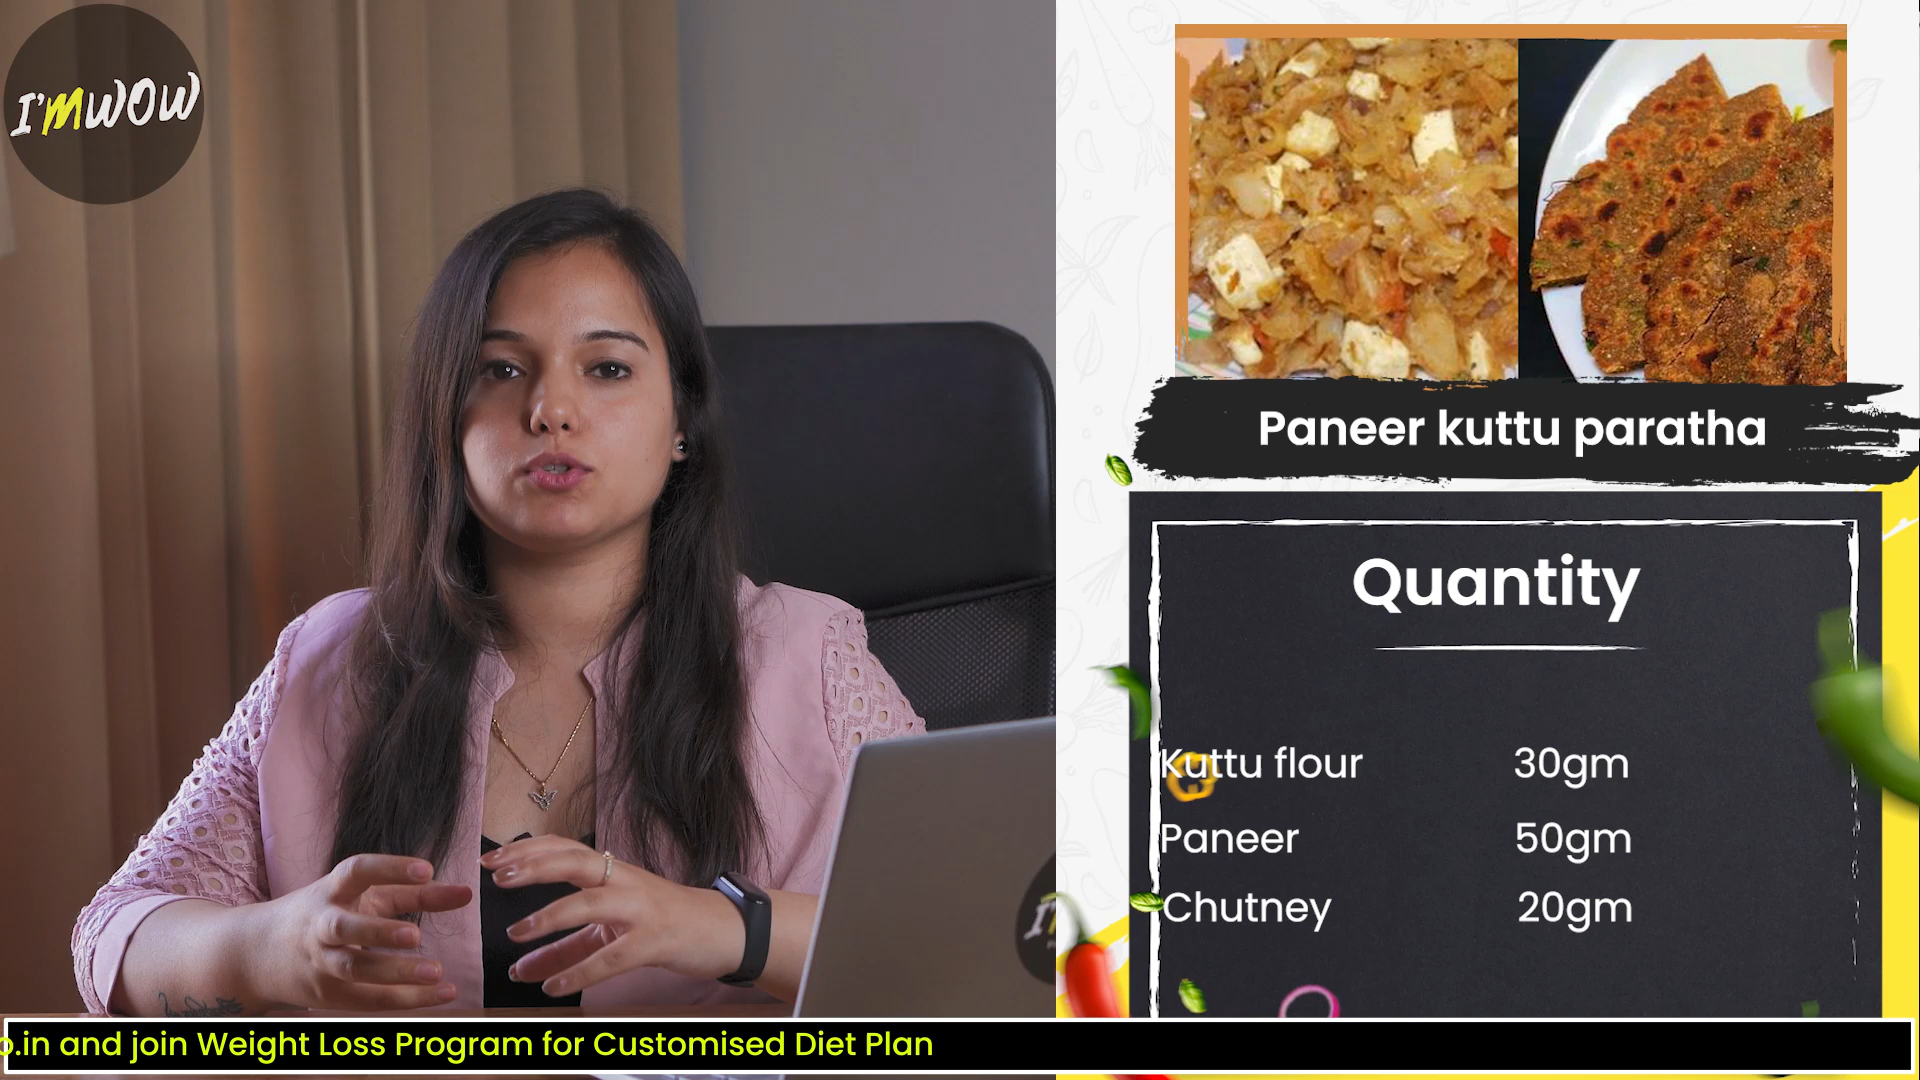 I'MWOW
Paneer kuttu paratha
Quantity
Kuttu flour 30gm
Paneer 50gm
Chutney 20gm
.in and join Weight Loss Program for Customised Diet Plan